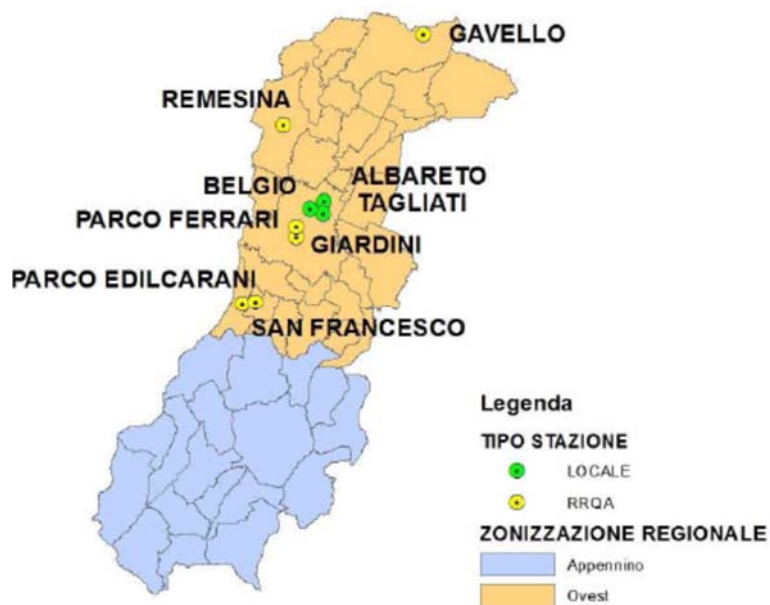 GAVELLO
REMESINA
BELGIO
ALBARETO
TAGLIATI
PARCO FERRARI
GIARDINI
PARCO EDILCARANI
SAN FRANCESCO
Legenda
TIPO STAZIONE
LOCALE
RRQA
ZONIZZAZIONE REGIONALE
Appennino
Ovest